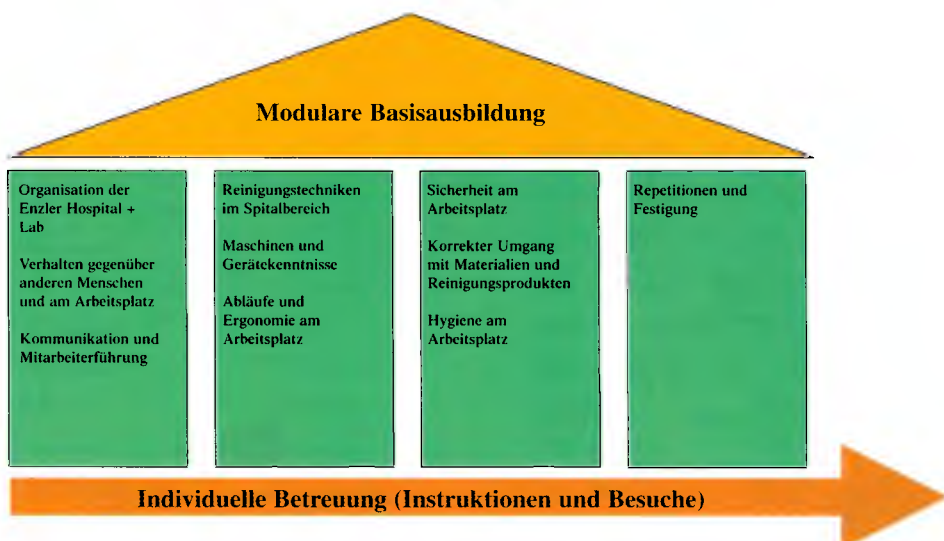 Modulare Basisausbildung
Organisation der
Enzler Hospital +
Lab
Verhalten gegenüber
anderen Menschen
und am Arbeitsplatz
Kommunikation und
Mitarbeiterführung
Reinigungstechniken
im Spitalbereich
Maschinen und
Gerätekenntnisse
Abläufe und
Ergonomie am
Arbeitsplatz
Sicherheit am
Arbeitsplatz
Korrekter Umgang
mit Materialien und
Reinigungsprodukten
Hygiene am
Arbeitsplatz
Repetitionen und
Festigung
Individuelle Betreuung (Instruktionen und Besuche)